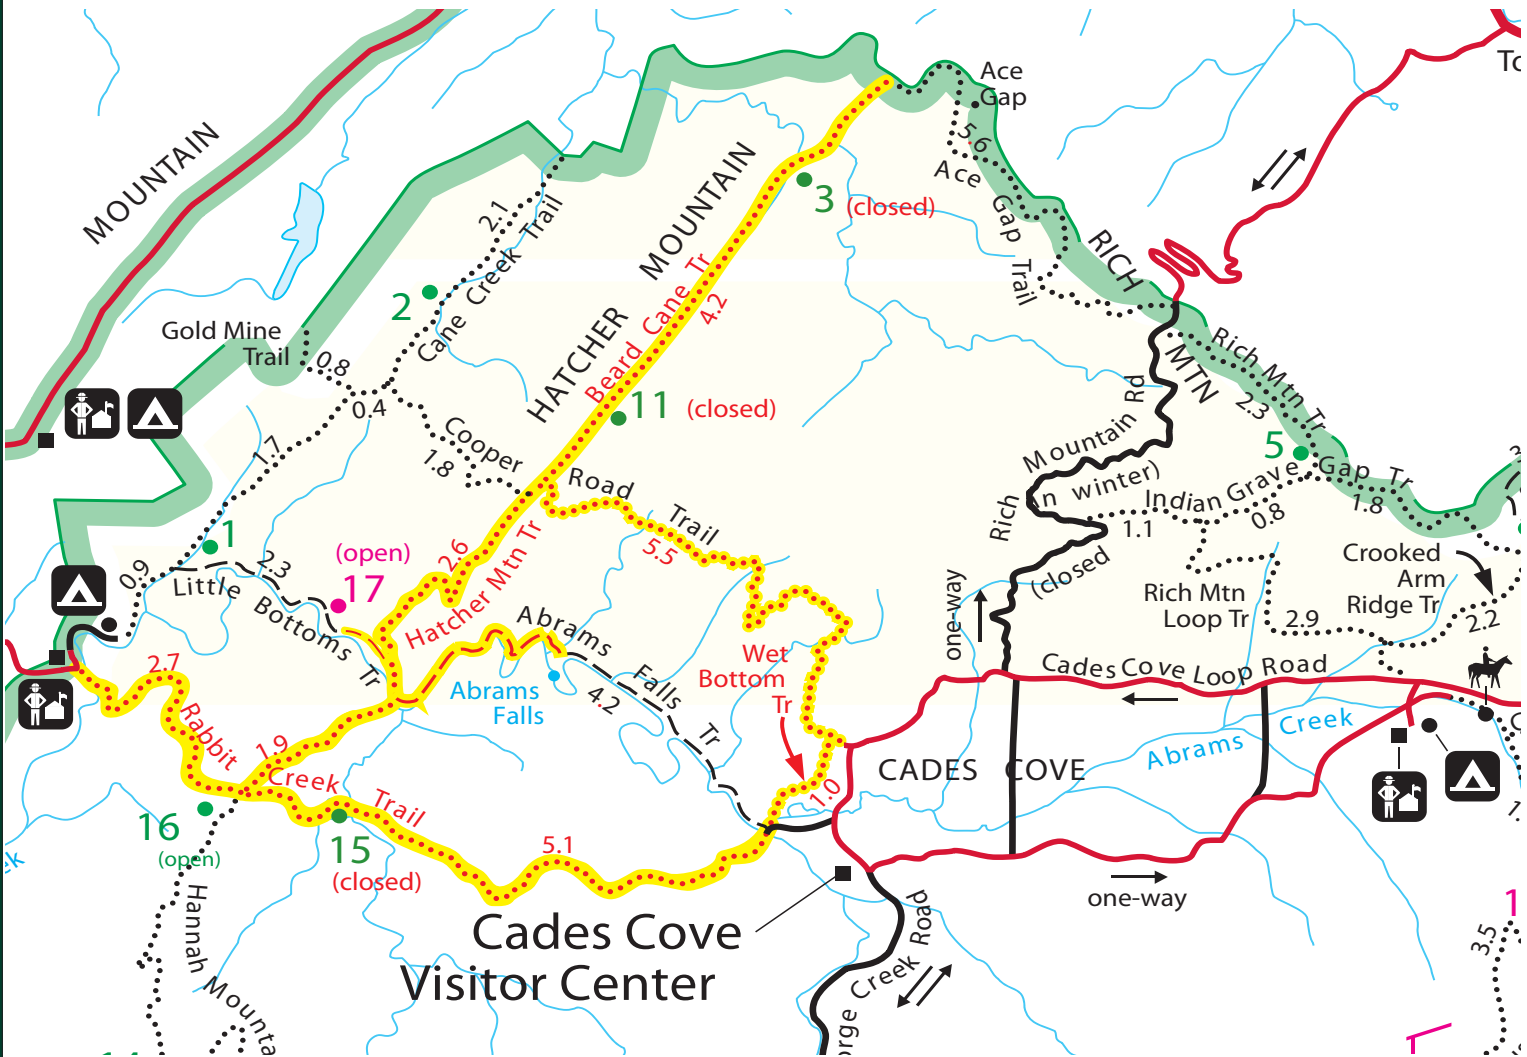 To
Ace
Gap
5.6
Ace Gap Trail
MOUNTAIN
HATCHER MOUNTAIN
3 (closed)
2.1
Cane Creek Trail
2
RICH MTN
Gold Mine
Trail
0.8
0.4
Beard Cane Tr
4.2
11 (closed)
Rich Mtn Tr
2.3
5
Rich Mountain Rd
(closed in winter)
Indian Grave Gap Tr
1.1
0.8
1.8
1.7
Cooper Road Trail
1.8
5.5
1
0.9
2.3
Little Bottoms Tr
(open)
17
2.6
Hatcher Mtn Tr
Crooked
Arm
Ridge Tr
Rich Mtn
Loop Tr
2.9
2.2
one-way
Abrams Falls Tr
4.2
Abrams
Falls
Wet
Bottom
Tr
Cades Cove Loop Road
2.7
Rabbit Creek Trail
1.9
Abrams Creek
CADES COVE
1.0
16
(open)
15
(closed)
5.1
ek
one-way
Hannah Mounta
Cades Cove
Visitor Center
orge Creek Road
3.5
1